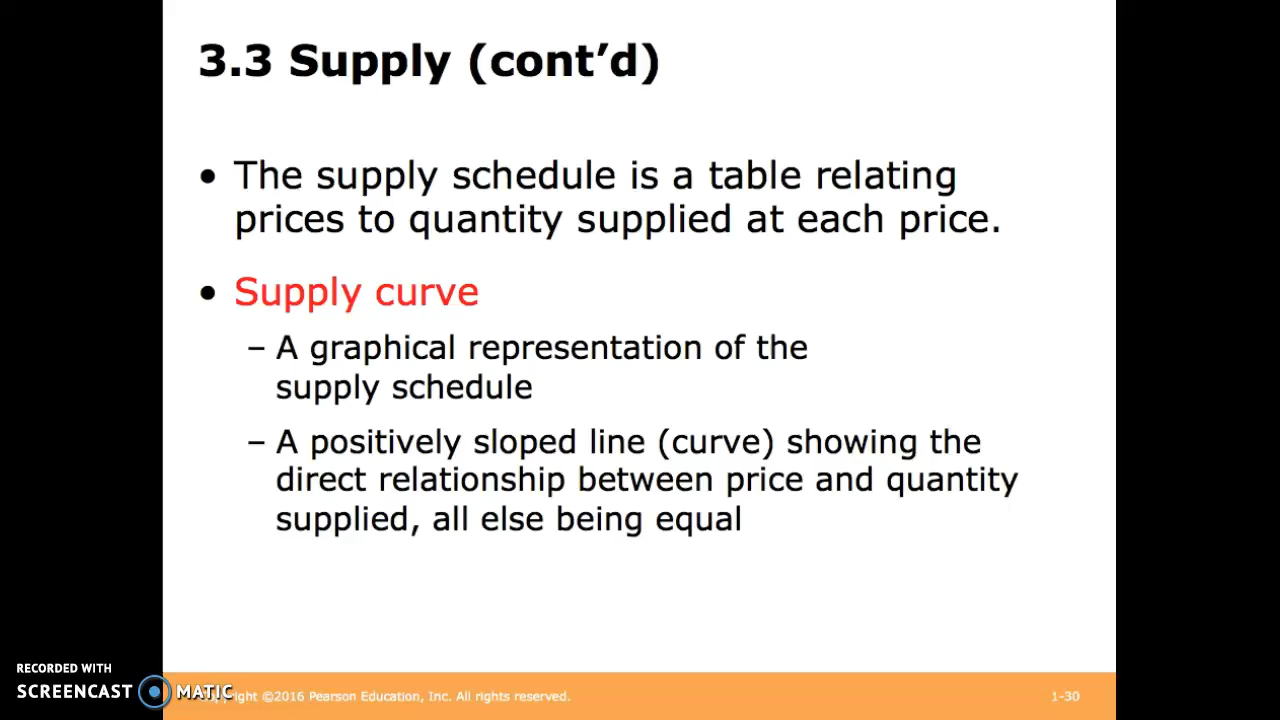 3.3 Supply (cont’d)
• The supply schedule is a table relating
prices to quantity supplied at each price.
• Supply curve
– A graphical representation of the
supply schedule
– A positively sloped line (curve) showing the
direct relationship between price and quantity
supplied, all else being equal
RECORDED WITH
SCREENCAST MATIC
©2016 Pearson Education, Inc. All rights reserved.
1-30